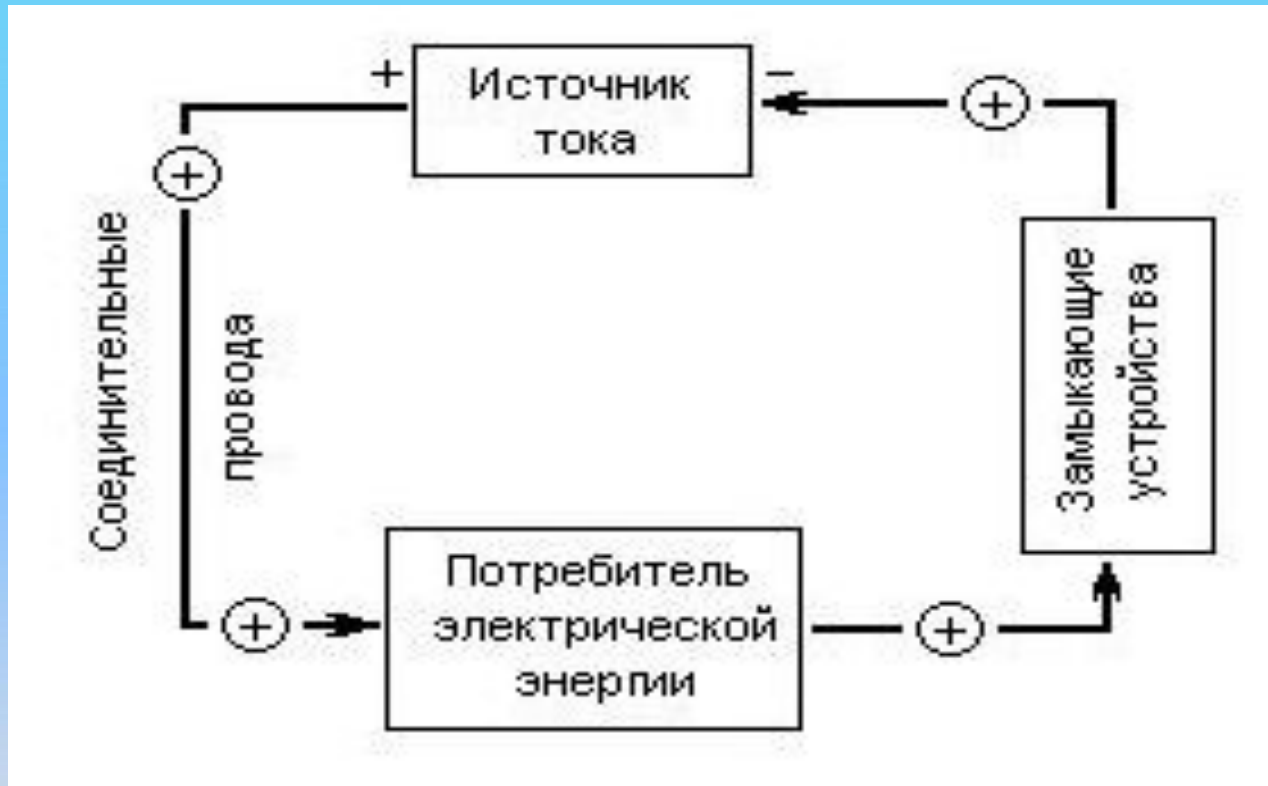 +
Источник
тока
−
+
+
Соединительные
провода
Замыкающие
устройства
+
Потребитель
электрической
энергии
+